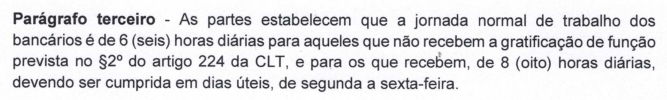 Parágrafo terceiro - As partes estabelecem que a jornada normal de trabalho dos
bancários é de 6 (seis) horas diárias para aqueles que não recebem a gratificação de função
prevista no §2º do artigo 224 da CLT, e para os que recebem, de 8 (oito) horas diárias,
devendo ser cumprida em dias úteis, de segunda a sexta-feira.